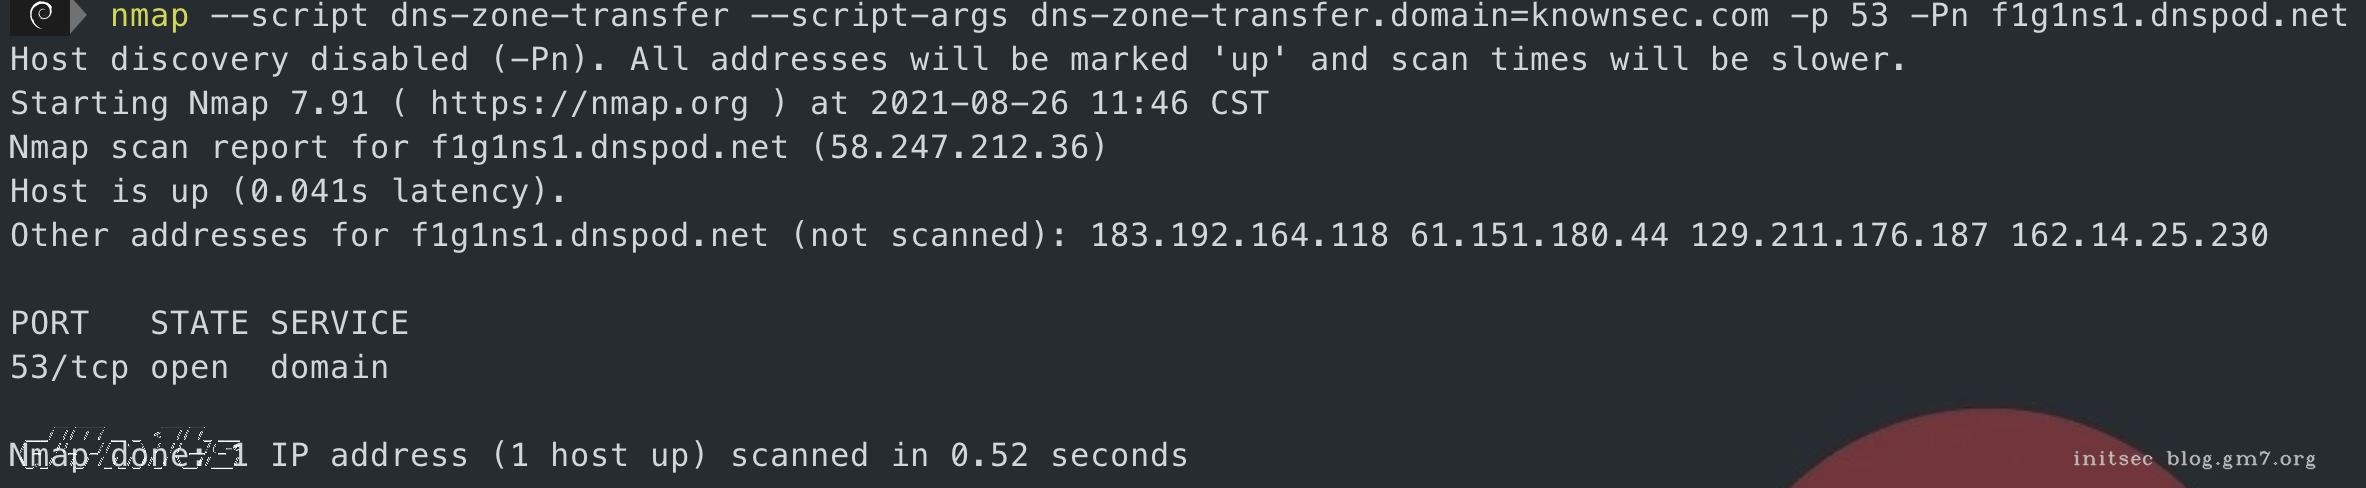 nmap --script dns-zone-transfer --script-args dns-zone-transfer.domain=knownsec.com -p 53 -Pn f1g1ns1.dnspod.net
Host discovery disabled (-Pn). All addresses will be marked 'up' and scan times will be slower.
Starting Nmap 7.91 ( https://nmap.org ) at 2021-08-26 11:46 CST
Nmap scan report for f1g1ns1.dnspod.net (58.247.212.36)
Host is up (0.041s latency).
Other addresses for f1g1ns1.dnspod.net (not scanned): 183.192.164.118 61.151.180.44 129.211.176.187 162.14.25.230
PORT   STATE SERVICE
53/tcp open  domain
Nmap done: 1 IP address (1 host up) scanned in 0.52 seconds
initsec blog.gm7.org